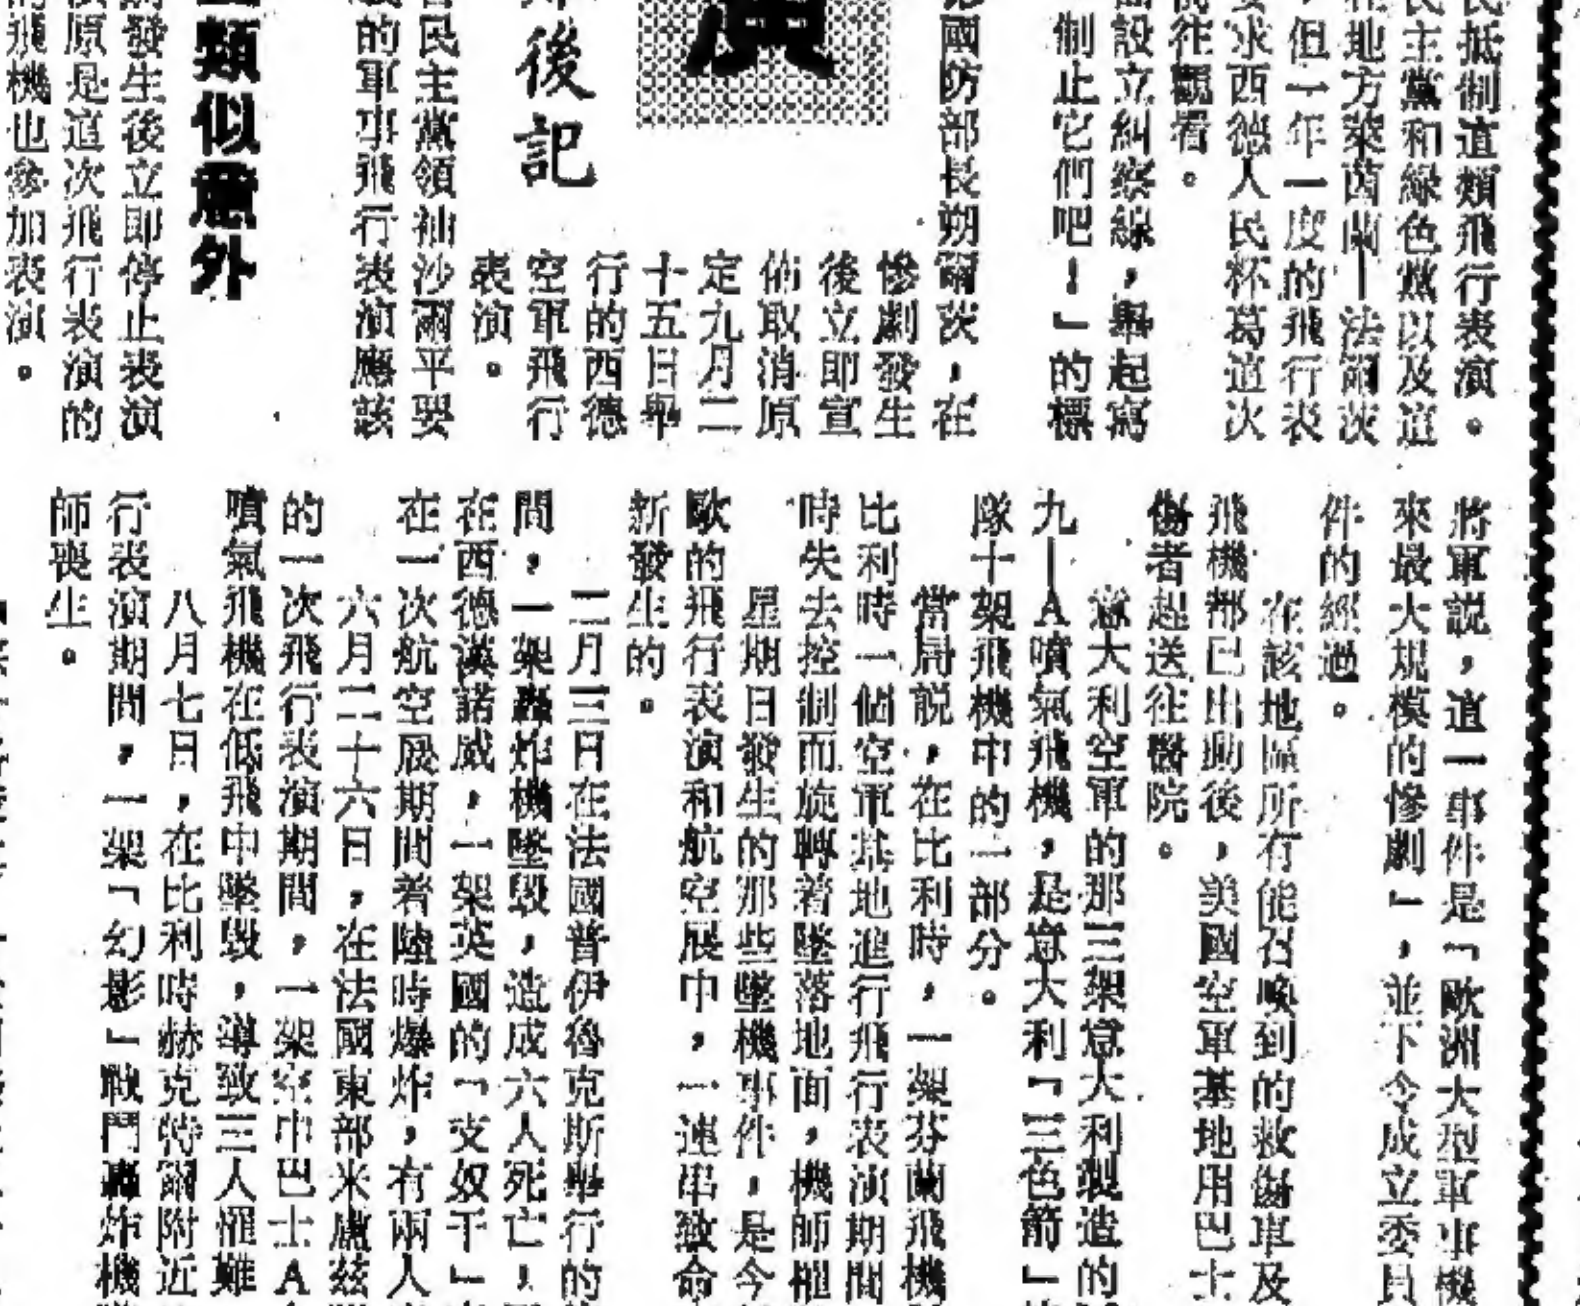 民抵制這類飛行表演。
民主黨和綠色黨以及這
在地方萊茵蘭—法爾茨
，但一年一度的飛行表
要求西德人民杯葛這次
前往觀看。
設立糾察線，舉起寫
制止它們吧！」的標
國防部長朔爾茨，在
慘劇發生
後立即宣
佈取消原
定九月二
十五日舉
行的西德
空軍飛行
表演。
演
後記
民主黨領袖沙爾平要
的軍事飛行表演應該
類似意外
發生後立即停止表演
原是這次飛行表演的
飛機也參加表演。
將軍說，這一事件是「歐洲大型軍事機
來最大規模的慘劇」，並下令成立委員
件的經過。
在該地區所有能召喚到的救傷車及
飛機都已出動後，美國空軍基地用巴士
傷者送往醫院。
意大利空軍的那三架意大利製造的
九—A噴氣飛機，是意大利「三色箭」
隊十架飛機中的一部分。
當局說，在比利時，一架芬蘭飛機
比利時一個空軍基地進行飛行表演期間
時失去控制而旋轉着墜落地面，機師罹
星期日發生的那些墜機事件，是今
歐的飛行表演和航空展中，一連串致命
新發生的。
二月三日在法國普伊魯克斯舉行的
間，一架轟炸機墜毀，造成六人死亡，
在西德漢諾威，一架英國的「支奴干」
在一次航空展期間着陸時爆炸，有兩人
六月二十六日，在法國東部米盧茲
的一次飛行表演期間，一架空中巴士A
噴氣飛機在低飛中墜毀，導致三人罹難
八月七日，在比利時赫克特爾附近
行表演期間，一架「幻影」戰鬥轟炸機
師喪生。